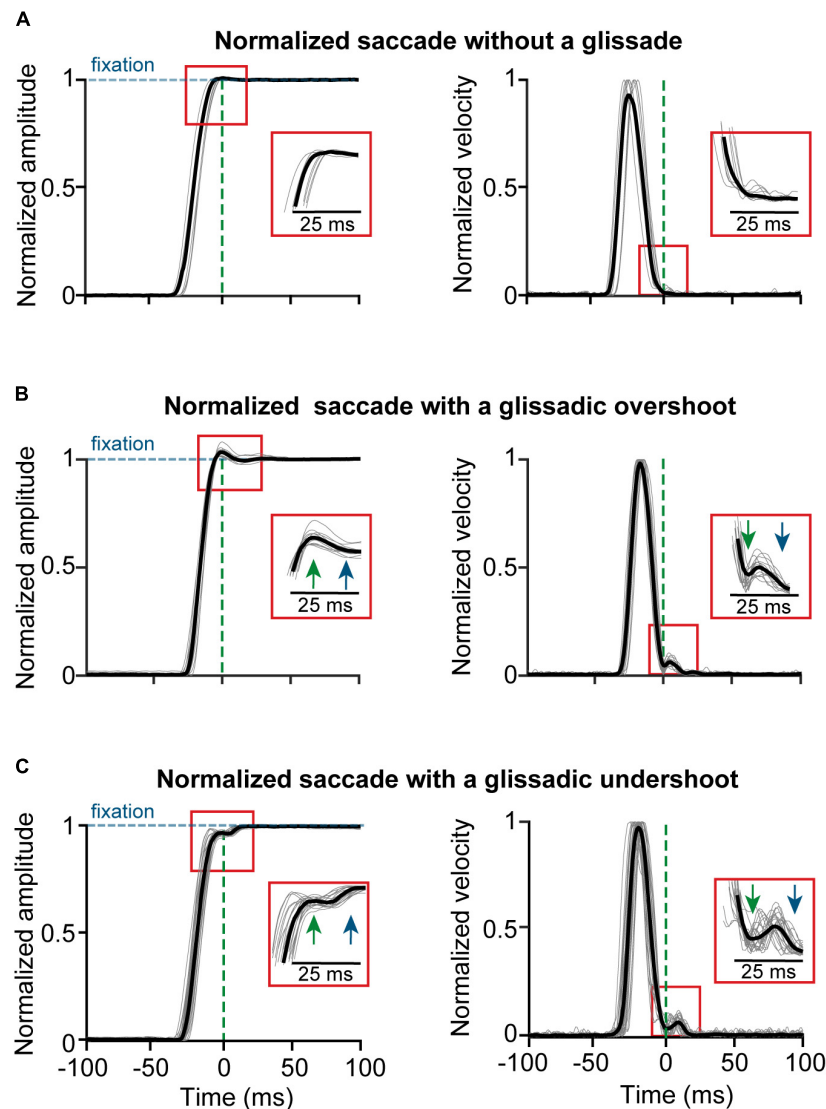 A
Normalized saccade without a glissade
Normalized amplitude
1
0.5
0
fixation
25 ms
Normalized velocity
1
0.5
0
25 ms
B
Normalized saccade with a glissadic overshoot
Normalized amplitude
1
0.5
0
fixation
25 ms
Normalized velocity
1
0.5
0
25 ms
C
Normalized saccade with a glissadic undershoot
Normalized amplitude
1
0.5
0
fixation
25 ms
-100 -50 0 50 100
Time (ms)
Normalized velocity
1
0.5
0
25 ms
-100 -50 0 50 100
Time (ms)